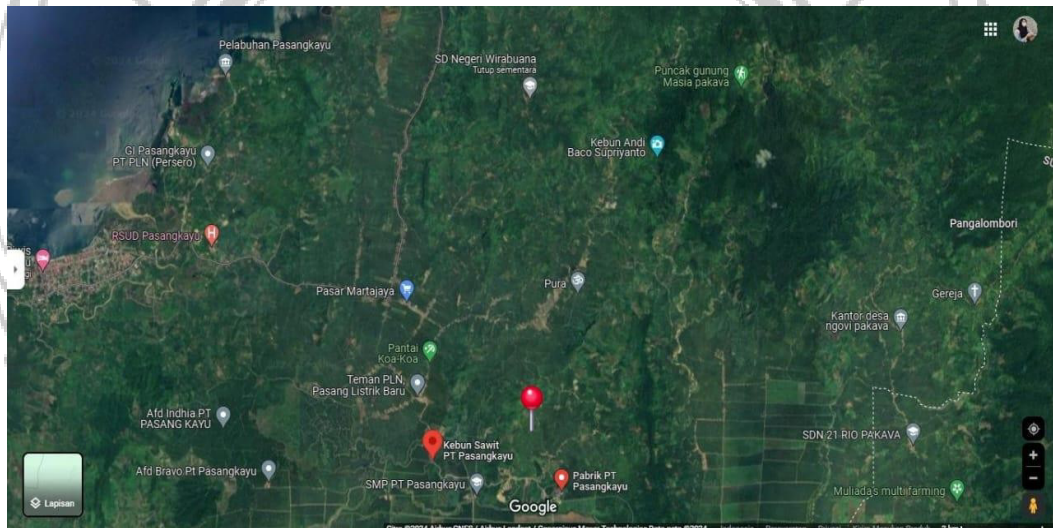 Pelabuhan Pasangkayu
SD Negeri Wirabuana
Tutup sementara
Puncak gunung
Masia pakava
GI Pasangkayu
PT PLN (Persero)
Kebun Andi
Baco Supriyanto
RSUD Pasangkayu
Pangalombori
Pasar Martajaya
Pura
Gereja
Kantor desa
ngovi pakava
Pantai
Koa-Koa
Teman PLN,
Pasang Listrik Baru
Afd Indhia PT
PASANG KAYU
Kebun Sawit
PT Pasangkayu
SDN 21 RIO PAKAVA
Afd Bravo Pt Pasangkayu
SMP PT Pasangkayu
Pabrik PT
Pasangkayu
Muliada's multi farming
Lapisan
Google